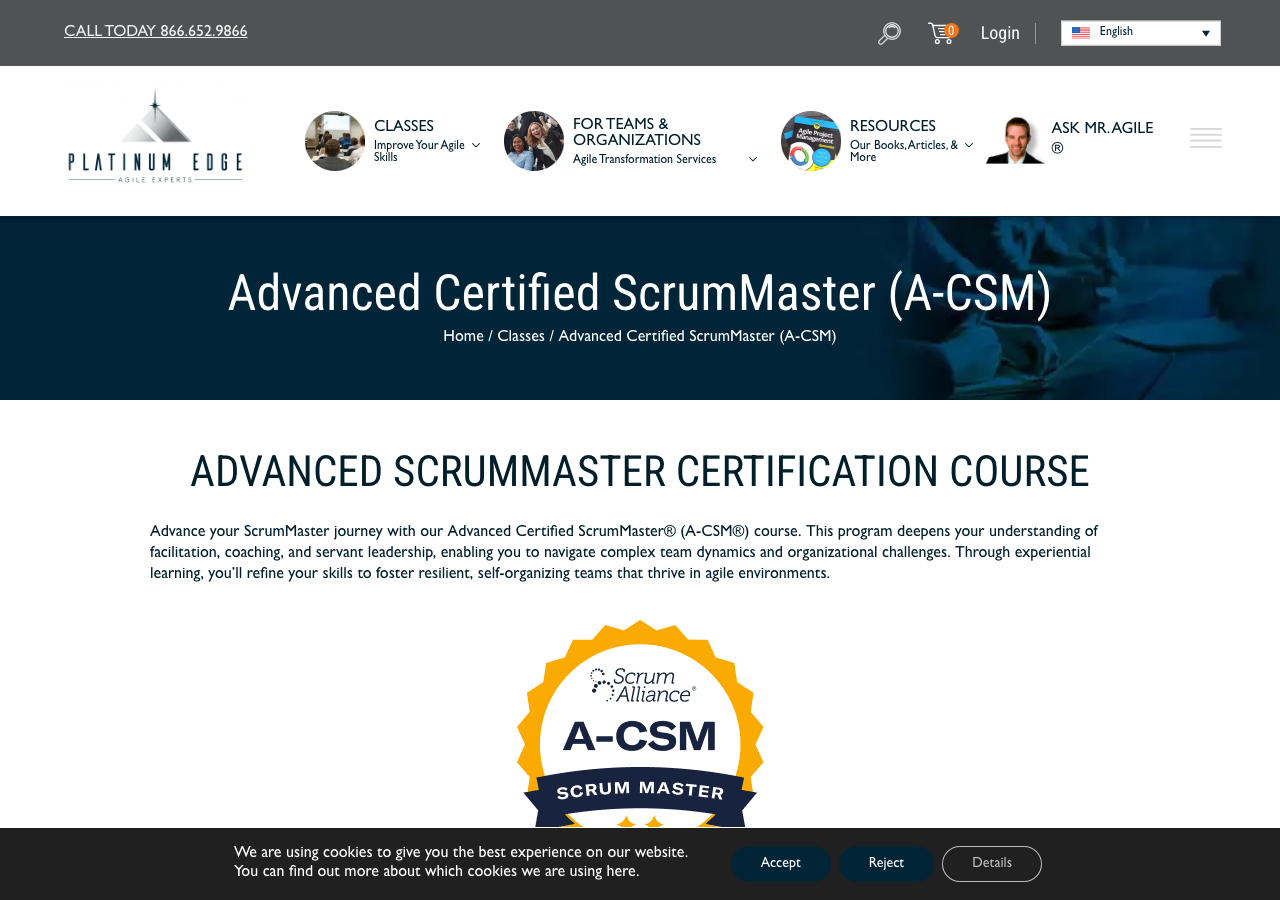 CALL TODAY 866.652.9866
0
Login
English
PLATINUM EDGE
AGILE EXPERTS
CLASSES
Improve Your Agile
Skills
FOR TEAMS &
ORGANIZATIONS
Agile Transformation Services
Agile Project
Management
RESOURCES
Our Books, Articles, &
More
ASK MR. AGILE
®
Advanced Certified ScrumMaster (A-CSM)
Home / Classes / Advanced Certified ScrumMaster (A-CSM)
ADVANCED SCRUMMASTER CERTIFICATION COURSE
Advance your ScrumMaster journey with our Advanced Certified ScrumMaster® (A-CSM®) course. This program deepens your understanding of
facilitation, coaching, and servant leadership, enabling you to navigate complex team dynamics and organizational challenges. Through experiential
learning, you’ll refine your skills to foster resilient, self-organizing teams that thrive in agile environments.
Scrum
Alliance®
A-CSM
SCRUM MASTER
We are using cookies to give you the best experience on our website.
You can find out more about which cookies we are using here.
Accept
Reject
Details